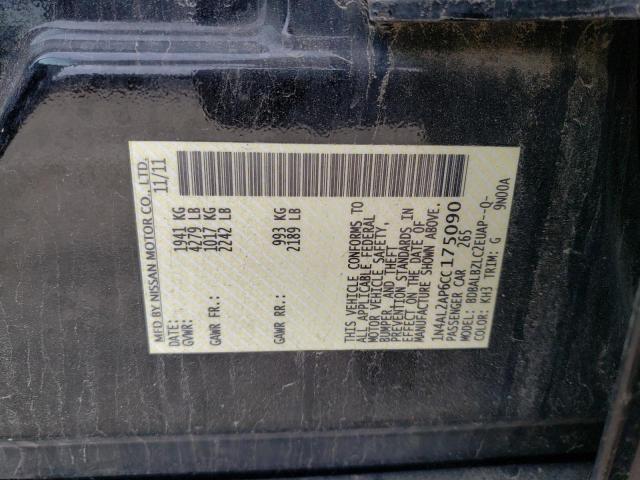 MFD BY NISSAN MOTOR CO., LTD.
DATE: 11/11
GVWR: 1941 KG
4279 LB
GAWR FR.: 1017 KG
2242 LB
GAWR RR.: 993 KG
2189 LB
THIS VEHICLE CONFORMS TO
ALL APPLICABLE FEDERAL
MOTOR VEHICLE SAFETY,
BUMPER, AND THEFT
PREVENTION STANDARDS IN
EFFECT ON THE DATE OF
MANUFACTURE SHOWN ABOVE.
1N4AL2AP6CC175090
PASSENGER CAR 265
MODEL: BDBALBZLCZEUAP--Q-
COLOR: KH3 TRIM: G 9N00A